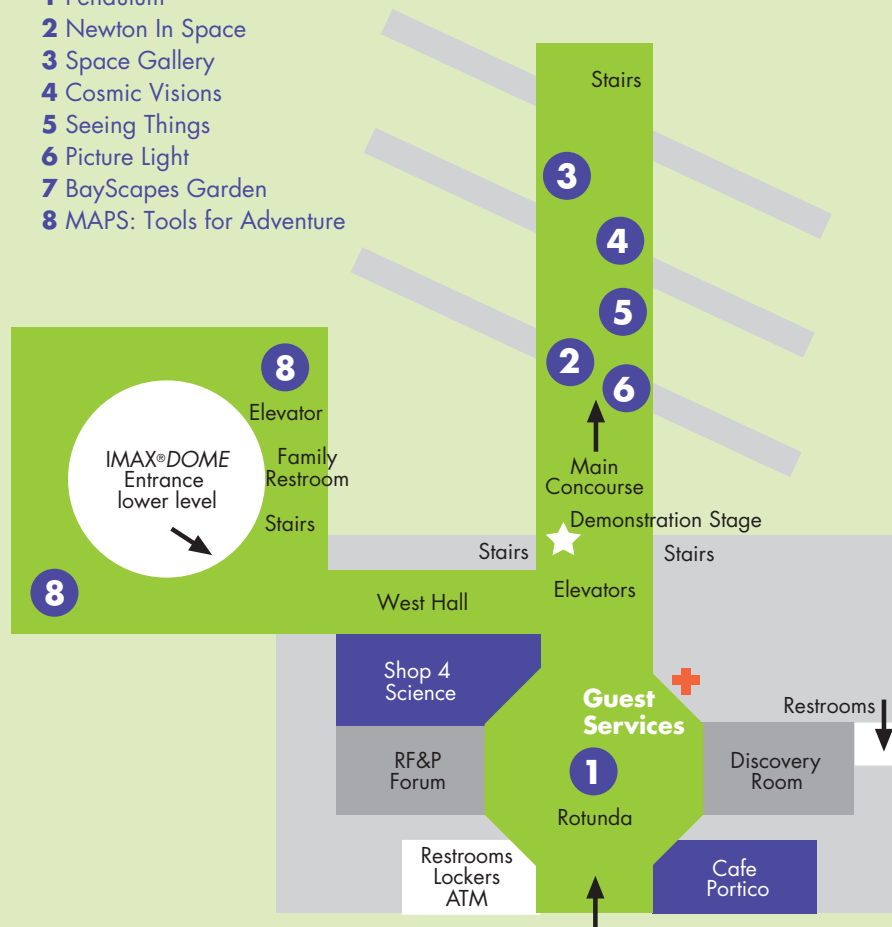 1 Pendulum
2 Newton In Space
3 Space Gallery
4 Cosmic Visions
5 Seeing Things
6 Picture Light
7 BayScapes Garden
8 MAPS: Tools for Adventure
Stairs
3
4
5
2
6
8
Elevator
Family
Restroom
Stairs
IMAX® DOME
Entrance
lower level
8
Main
Concourse
Demonstration Stage
Stairs
Stairs
Elevators
West Hall
Shop 4
Science
Guest
Services
Restrooms
RF&P
Forum
1
Rotunda
Discovery
Room
Restrooms
Lockers
ATM
Cafe
Portico